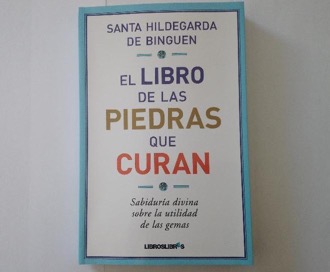 SANTA HILDEGARDA
DE BINGUEN
EL LIBRO
DE LAS
PIEDRAS
QUE
CURAN
Sabiduría divina
sobre la utilidad
de las gemas
LIBROSLIBRES